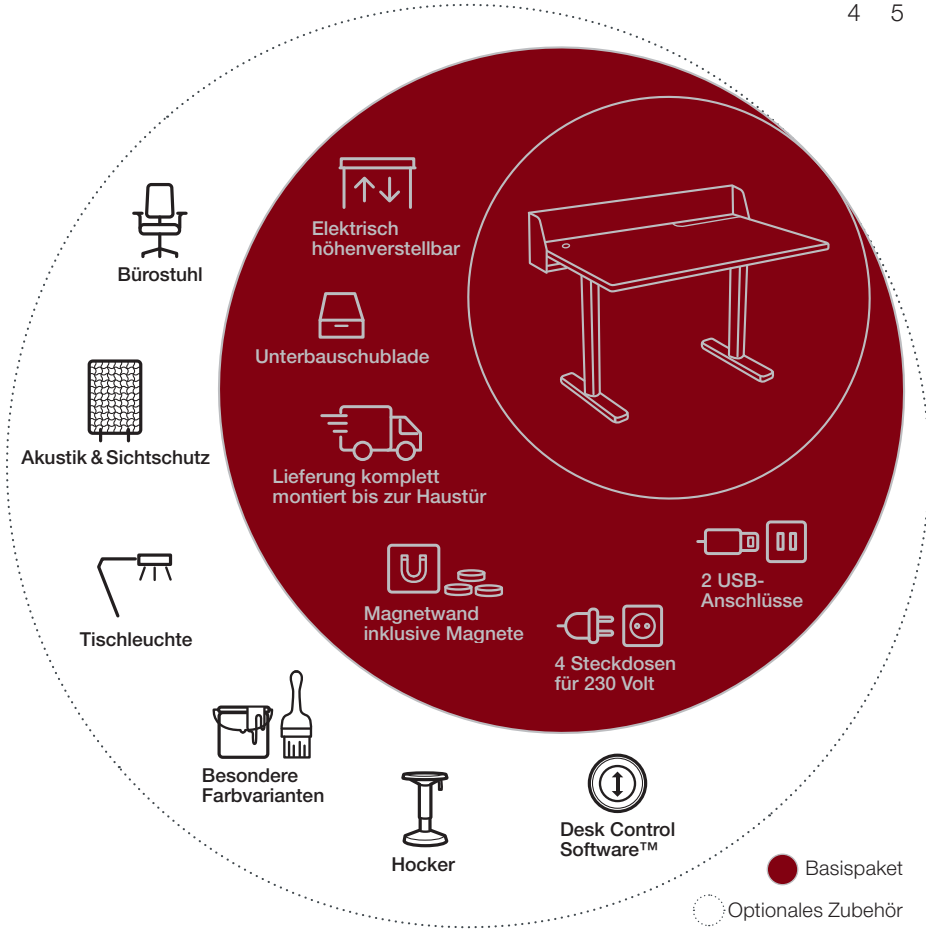 4 5
Elektrisch
höhenverstellbar
Bürostuhl
Unterbauschublade
Akustik & Sichtschutz
Lieferung komplett
montiert bis zur Haustür
2 USB-
Anschlüsse
Magnetwand
inklusive Magnete
Tischleuchte
4 Steckdosen
für 230 Volt
Besondere
Farbvarianten
Desk Control
Software™
Hocker
Basispaket
Optionales Zubehör